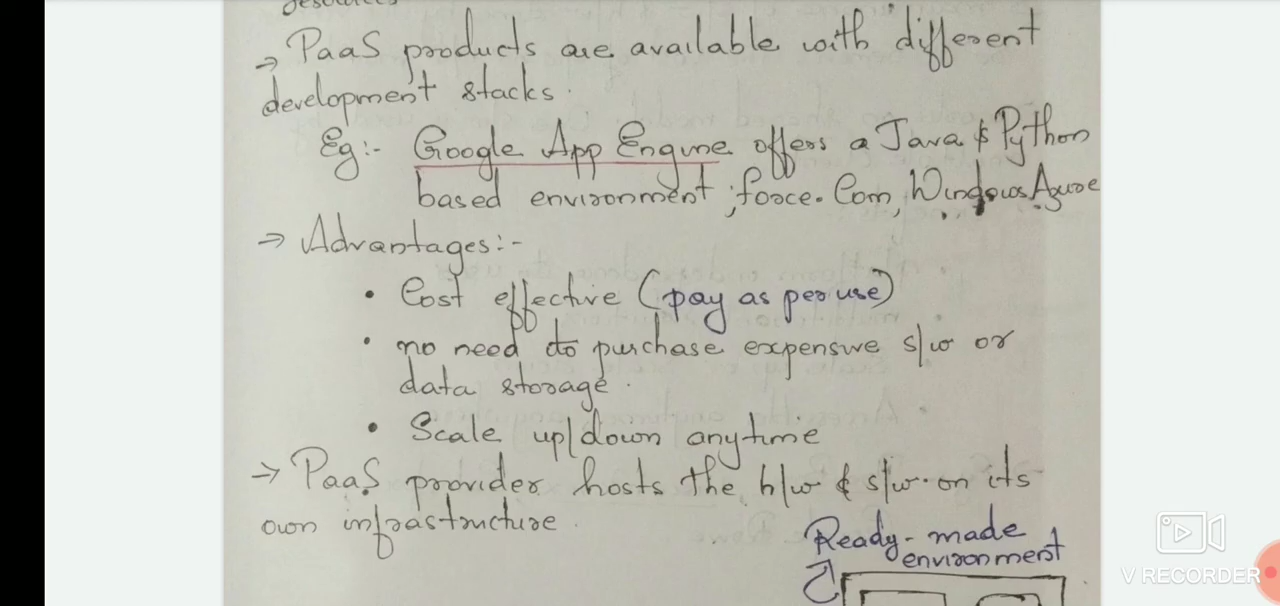 → PaaS products are available with different
development stacks.
Eg:- Google App Engine offers a Java & Python
based environment; force.Com, Windows Azure
→ Advantages:-
• Cost effective (pay as per use)
• no need to purchase expensive s/w or
data storage.
• Scale up/down anytime
→ PaaS provider hosts the h/w & s/w on its
own infrastructure.
Ready-made
environment
V RECORDER